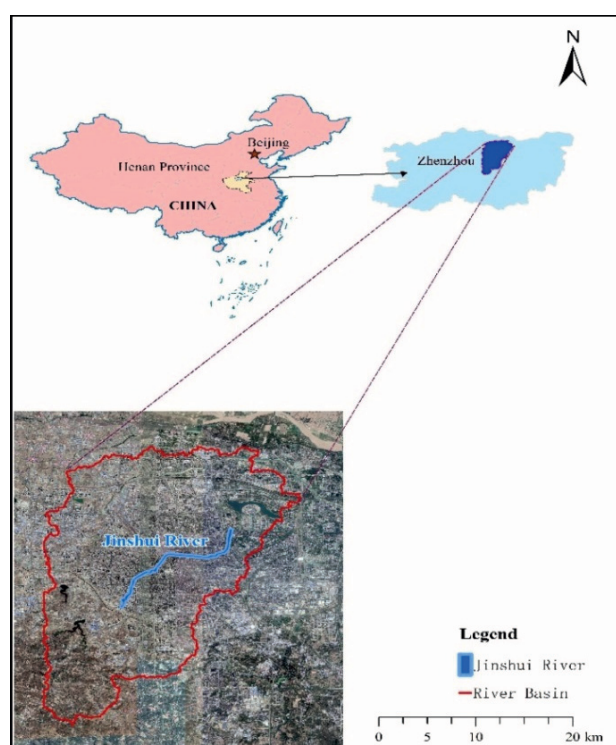 N
Beijing
Henan Province
Zhenzhou
CHINA
Jinshui River
Legend
Jinshui River
River Basin
0 5 10 20 km